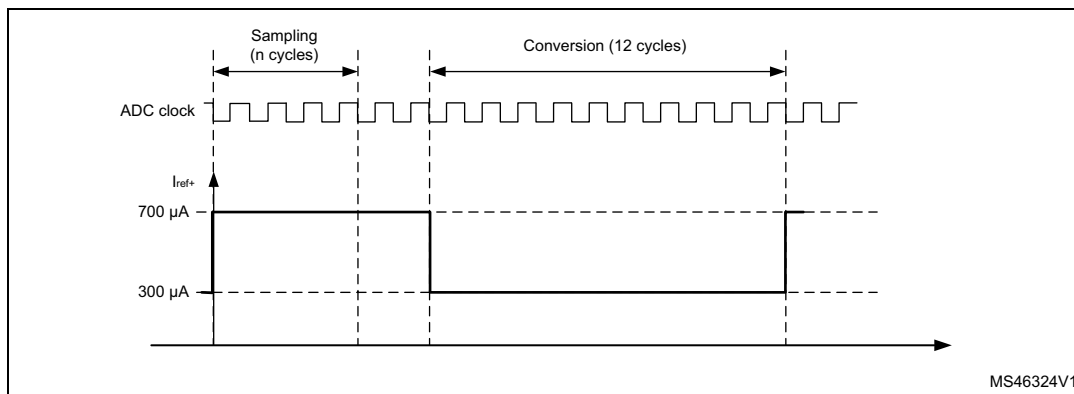 Sampling
(n cycles)
Conversion (12 cycles)
ADC clock
Iref+
700 µA
300 µA
MS46324V1